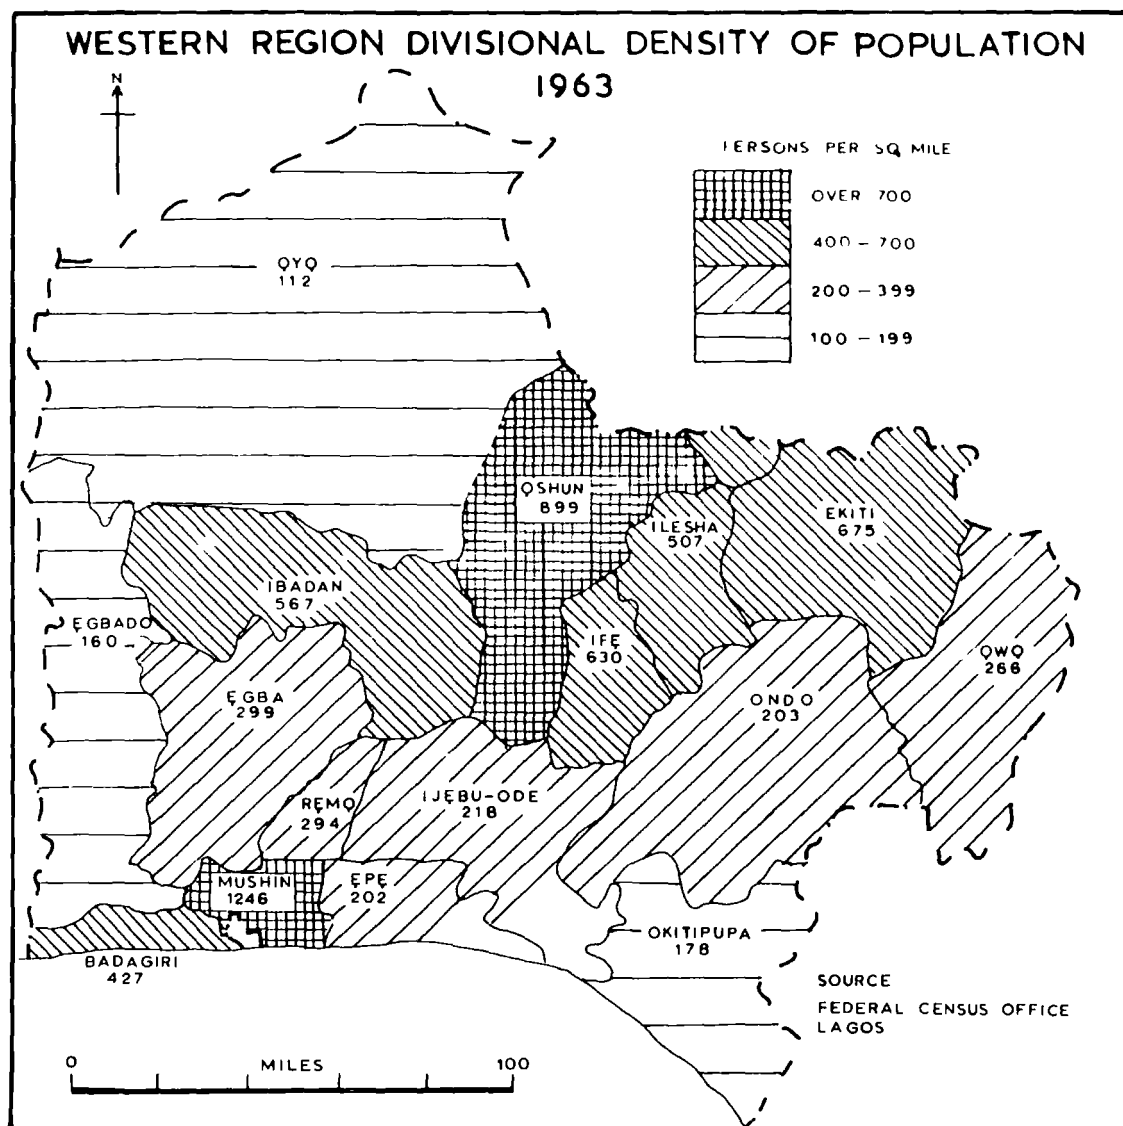 WESTERN REGION DIVISIONAL DENSITY OF POPULATION
1963
N
PERSONS PER SQ MILE
OVER 700
400 – 700
200 – 399
100 – 199
ỌYỌ
112
ỌSHUN
899
ILESHA
507
EKITI
675
IBADAN
567
ẸGBADO
160
IFẸ
630
ỌWỌ
266
ẸGBA
299
ONDO
203
RẸMỌ
294
IJẸBU-ODE
218
MUSHIN
1246
ẸPẸ
202
OKITIPUPA
178
BADAGIRI
427
SOURCE
FEDERAL CENSUS OFFICE
LAGOS
0 MILES 100